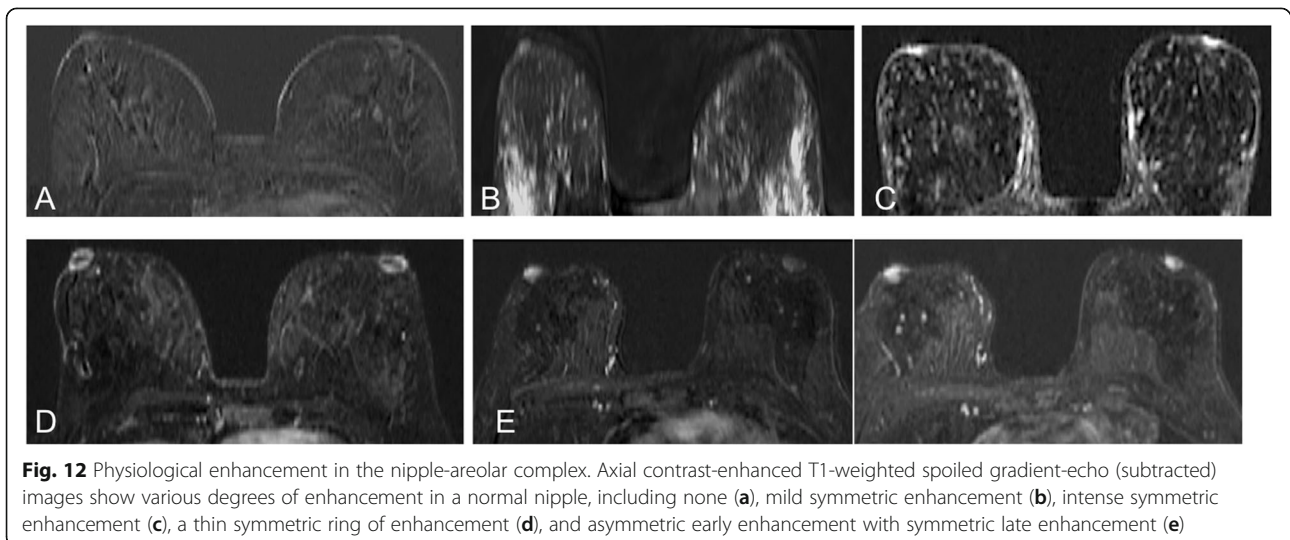 A
B
C
D
E
Fig. 12 Physiological enhancement in the nipple-areolar complex. Axial contrast-enhanced T1-weighted spoiled gradient-echo (subtracted)
images show various degrees of enhancement in a normal nipple, including none (a), mild symmetric enhancement (b), intense symmetric
enhancement (c), a thin symmetric ring of enhancement (d), and asymmetric early enhancement with symmetric late enhancement (e)